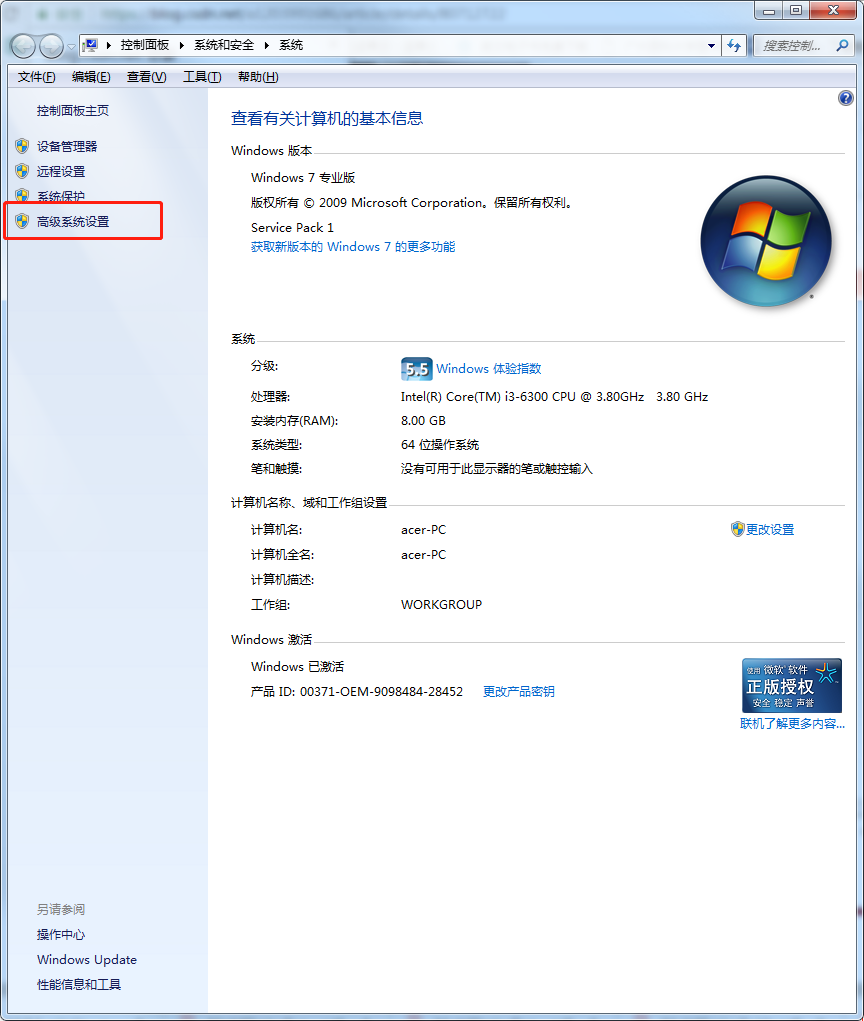 控制面板 系统和安全 系统 搜索控制...
文件(F) 编辑(E) 查看(V) 工具(T) 帮助(H)
控制面板主页
设备管理器
远程设置
系统保护
高级系统设置
查看有关计算机的基本信息
Windows 版本
Windows 7 专业版
版权所有 © 2009 Microsoft Corporation。保留所有权利。
Service Pack 1
获取新版本的 Windows 7 的更多功能
系统
分级: 5.5 Windows 体验指数
处理器: Intel(R) Core(TM) i3-6300 CPU @ 3.80GHz 3.80 GHz
安装内存(RAM): 8.00 GB
系统类型: 64 位操作系统
笔和触摸: 没有可用于此显示器的笔或触控输入
计算机名称、域和工作组设置
计算机名: acer-PC 更改设置
计算机全名: acer-PC
计算机描述:
工作组: WORKGROUP
Windows 激活
Windows 已激活
产品 ID: 00371-OEM-9098484-28452 更改产品密钥
使用 微软 软件
正版授权
安全 稳定 声誉
联机了解更多内容...
另请参阅
操作中心
Windows Update
性能信息和工具